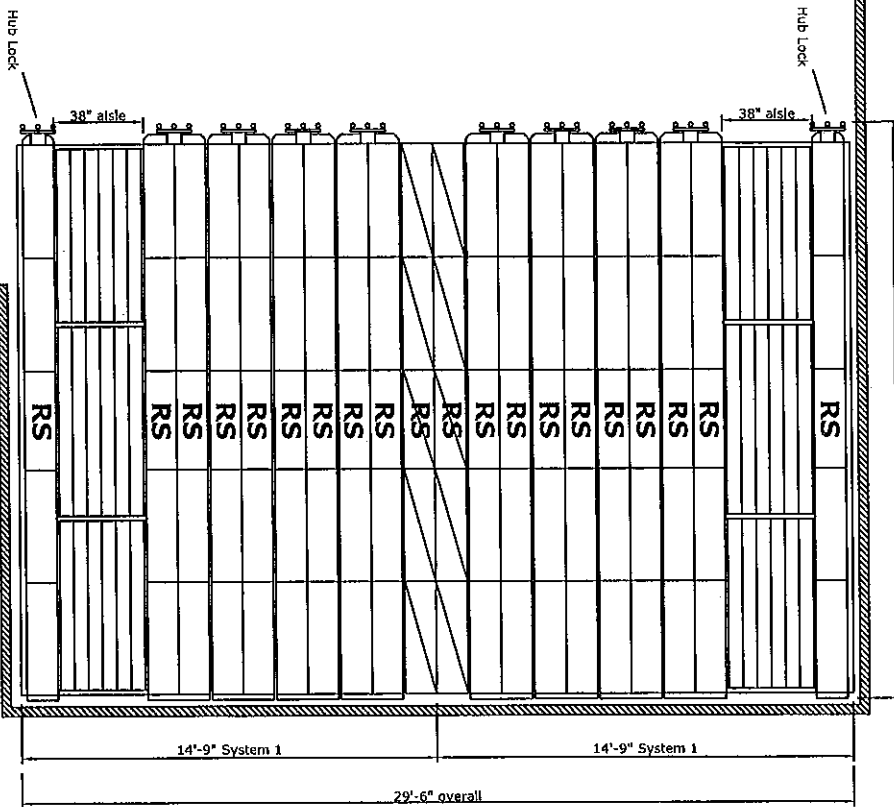 Hub Lock
Hub Lock
38" aisle
38" aisle
RS RS RS RS RS RS RS RS RS RS RS RS RS RS RS RS RS RS RS RS
14'-9" System 1
14'-9" System 1
29'-6" overall